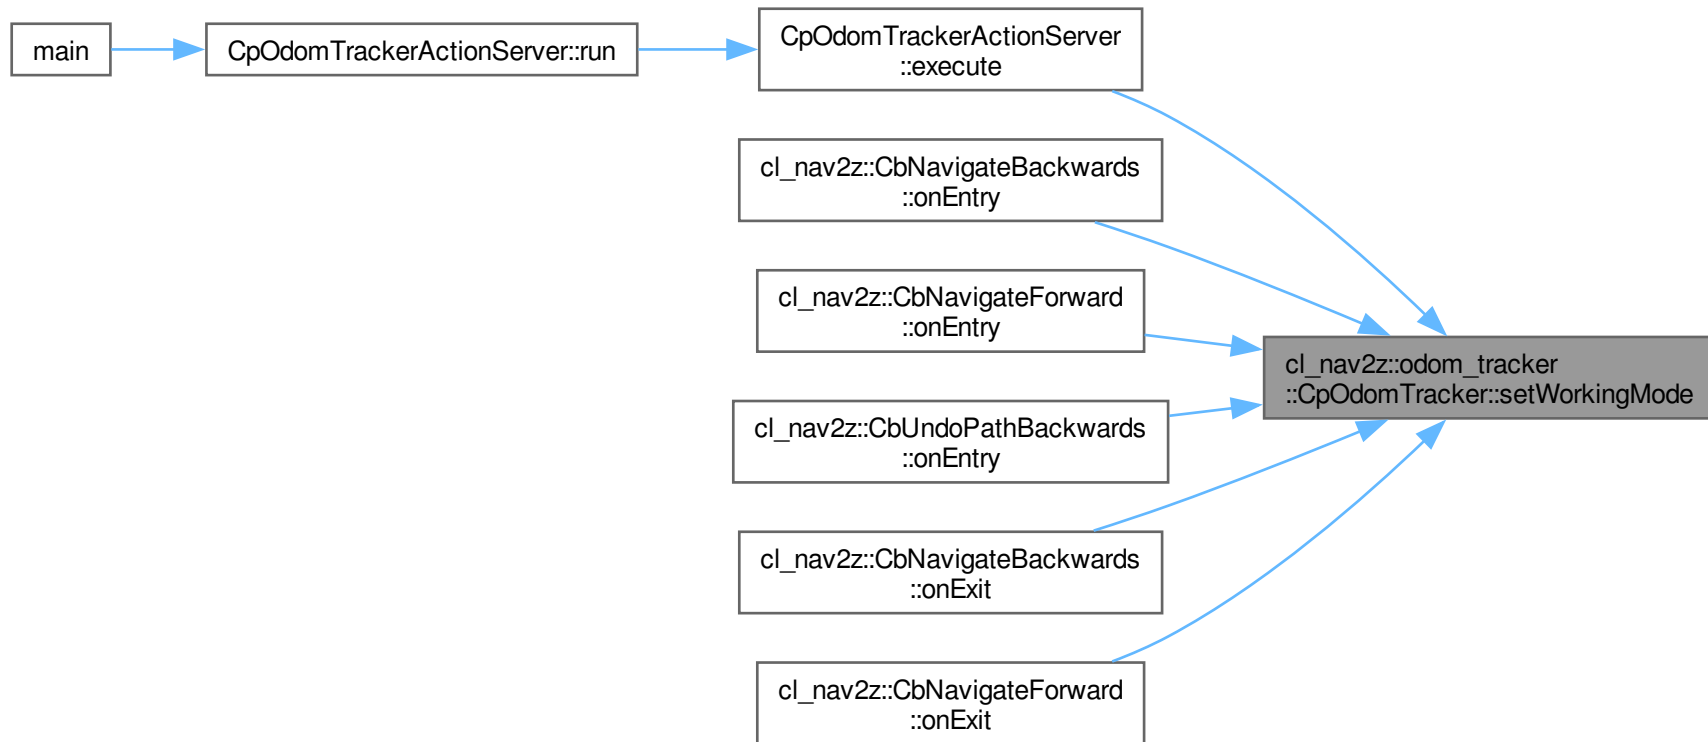 main
CpOdomTrackerActionServer::run
CpOdomTrackerActionServer
::execute
cl_nav2z::CbNavigateBackwards
::onEntry
cl_nav2z::CbNavigateForward
::onEntry
cl_nav2z::CbUndoPathBackwards
::onEntry
cl_nav2z::CbNavigateBackwards
::onExit
cl_nav2z::CbNavigateForward
::onExit
cl_nav2z::odom_tracker
::CpOdomTracker::setWorkingMode